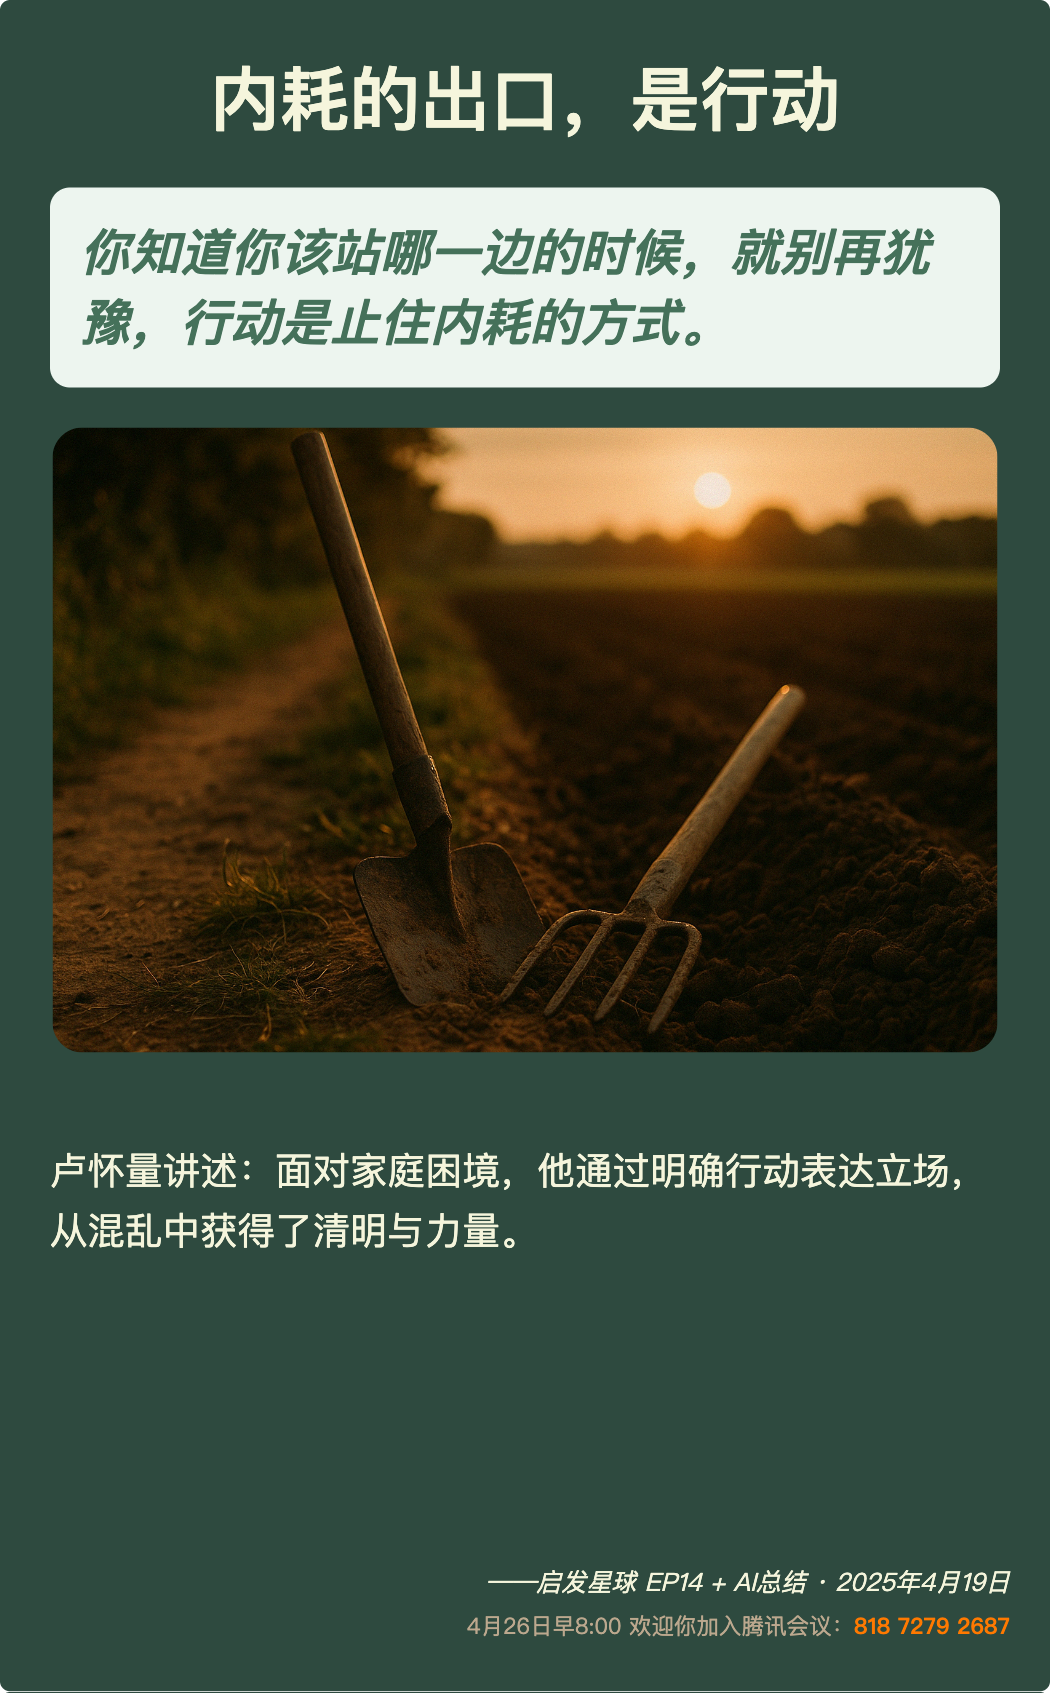 内耗的出口，是行动
你知道你该站哪一边的时候，就别再犹
豫，行动是止住内耗的方式。
卢怀量讲述：面对家庭困境，他通过明确行动表达立场，
从混乱中获得了清明与力量。
——启发星球 EP14 + AI总结 · 2025年4月19日
4月26日早8:00 欢迎你加入腾讯会议：818 7279 2687